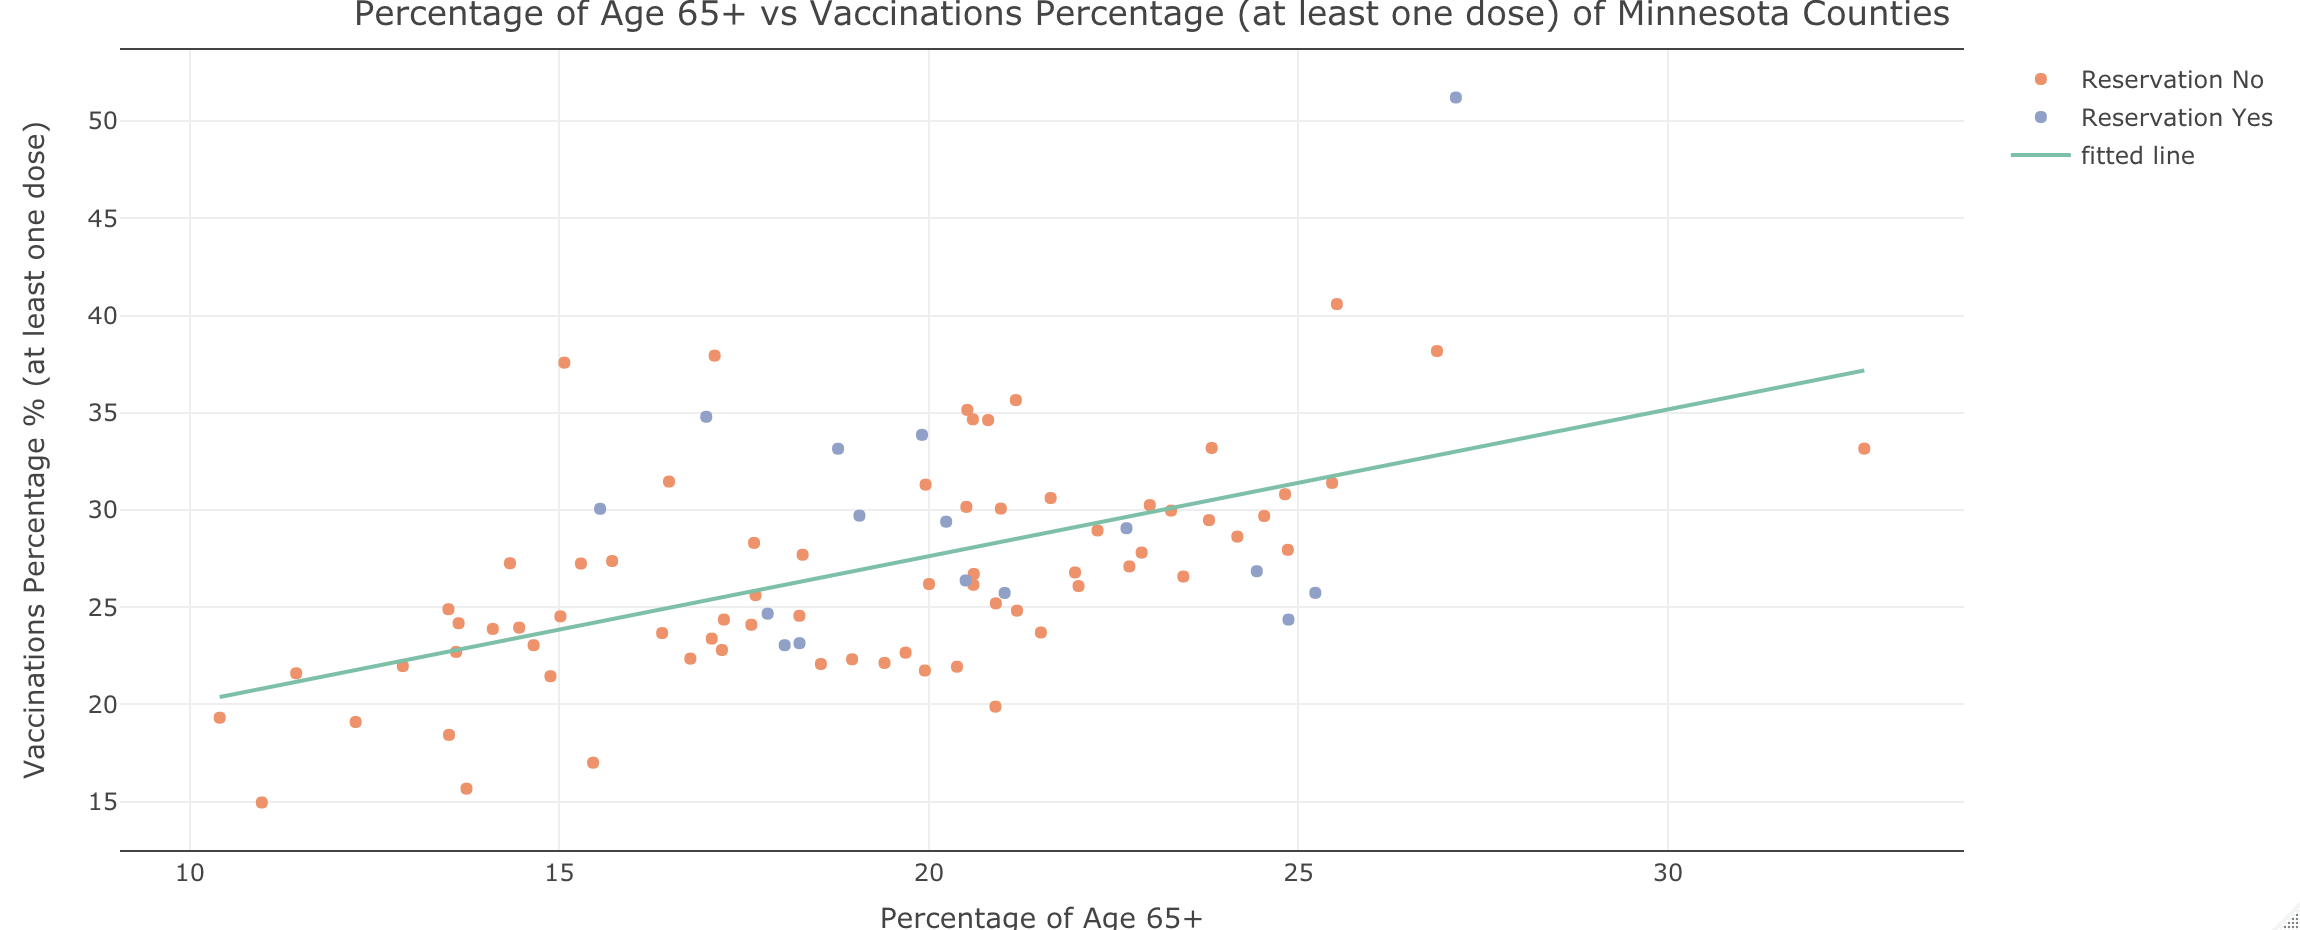 Percentage of Age 65+ vs Vaccinations Percentage (at least one dose) of Minnesota Counties
Reservation No
Reservation Yes
fitted line
Vaccinations Percentage % (at least one dose)
50
45
40
35
30
25
20
15
10
15
20
25
30
Percentage of Age 65+